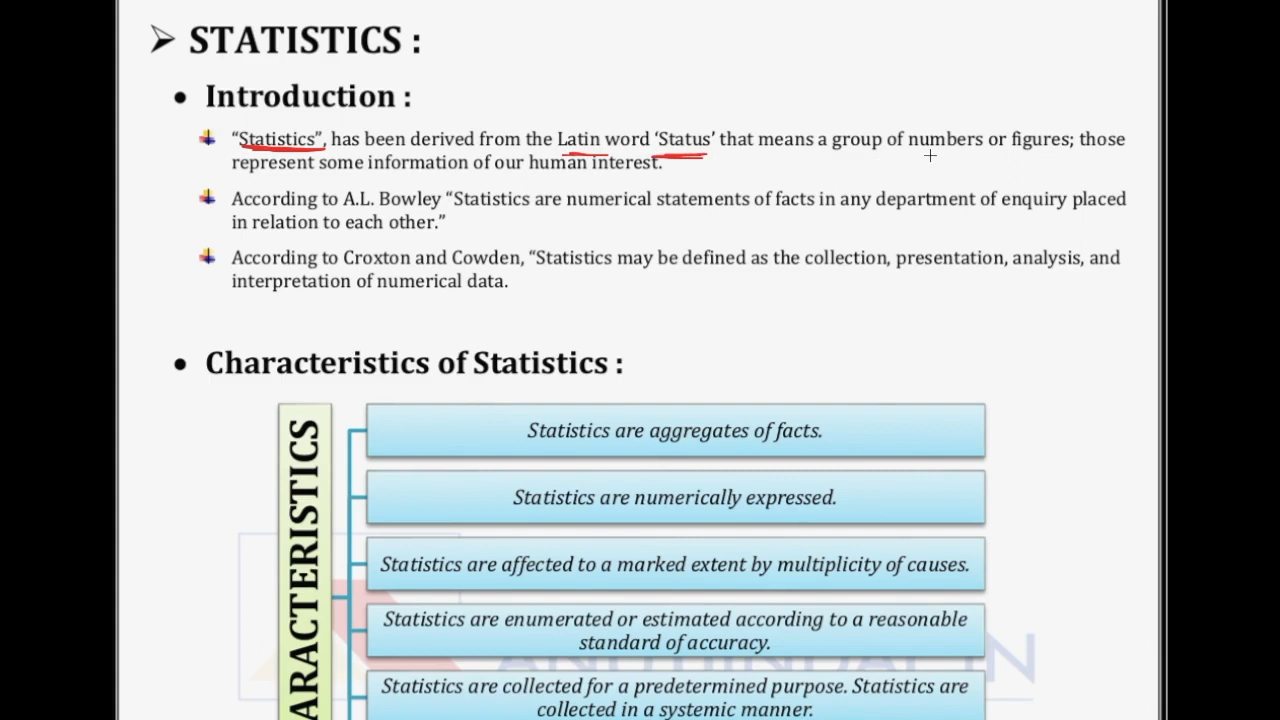 STATISTICS :
Introduction :
“Statistics”, has been derived from the Latin word ‘Status’ that means a group of numbers or figures; those
represent some information of our human interest.
According to A.L. Bowley “Statistics are numerical statements of facts in any department of enquiry placed
in relation to each other.”
According to Croxton and Cowden, “Statistics may be defined as the collection, presentation, analysis, and
interpretation of numerical data.
Characteristics of Statistics :
Statistics are aggregates of facts.
Statistics are numerically expressed.
Statistics are affected to a marked extent by multiplicity of causes.
Statistics are enumerated or estimated according to a reasonable
standard of accuracy.
Statistics are collected for a predetermined purpose. Statistics are
collected in a systemic manner.